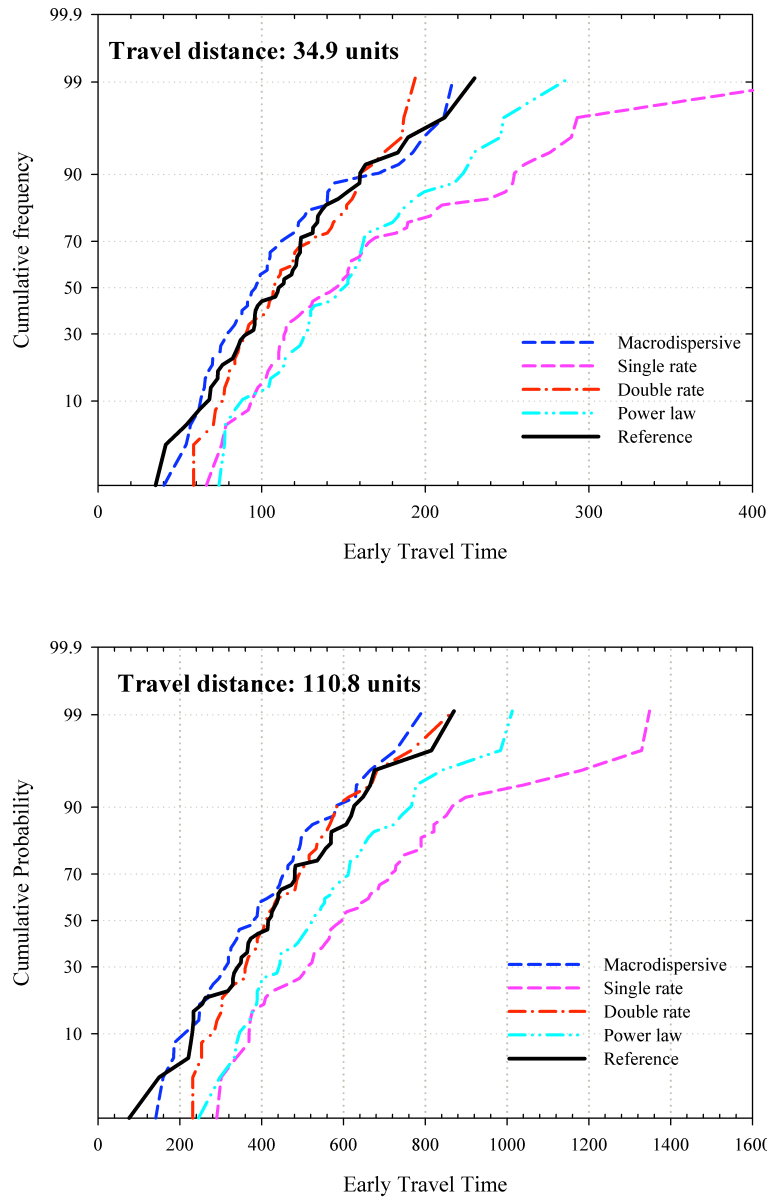 99.9
Travel distance: 34.9 units
99
90
70
50
30
10
Cumulative frequency
Macrodispersive
Single rate
Double rate
Power law
Reference
0 100 200 300 400
Early Travel Time
99.9
Travel distance: 110.8 units
99
90
70
50
30
10
Cumulative Probability
Macrodispersive
Single rate
Double rate
Power law
Reference
0 200 400 600 800 1000 1200 1400 1600
Early Travel Time